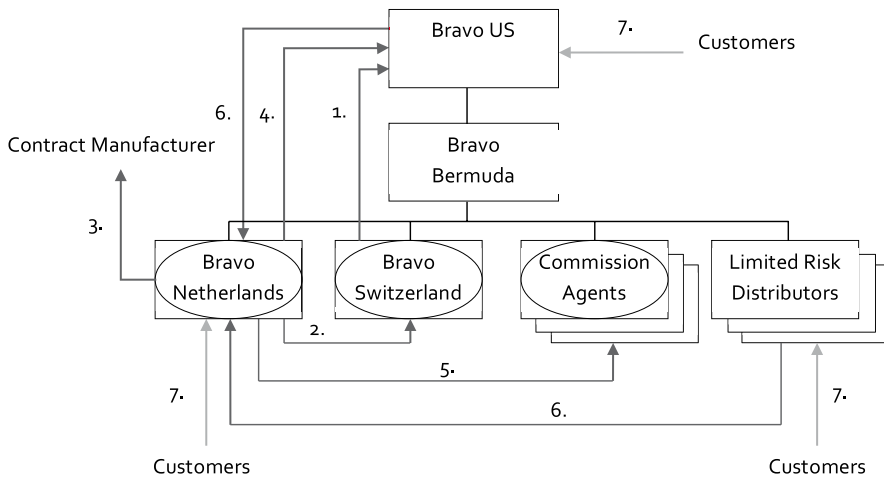 Bravo US
7.
Customers
6.
4.
1.
Contract Manufacturer
Bravo
Bermuda
3.
Bravo
Netherlands
Bravo
Switzerland
Commission
Agents
Limited Risk
Distributors
2.
5.
7.
6.
7.
Customers
Customers